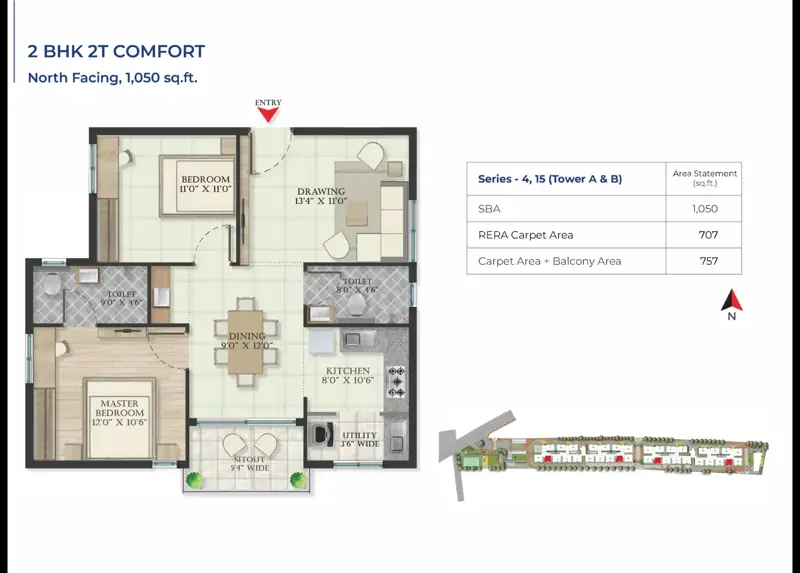 2 BHK 2T COMFORT
North Facing, 1,050 sq.ft.
ENTRY
BEDROOM
11'0" X 11'0"
DRAWING
13'4" X 11'0"
TOILET
9'0" X 4'6"
TOILET
8'0" X 4'6"
DINING
9'0" X 12'0"
KITCHEN
8'0" X 10'6"
MASTER
BEDROOM
12'0" X 10'6"
UTILITY
3'6" WIDE
SITOUT
5'4" WIDE
Series - 4, 15 (Tower A & B)
Area Statement
(sq.ft.)
SBA
1,050
RERA Carpet Area
707
Carpet Area + Balcony Area
757
N